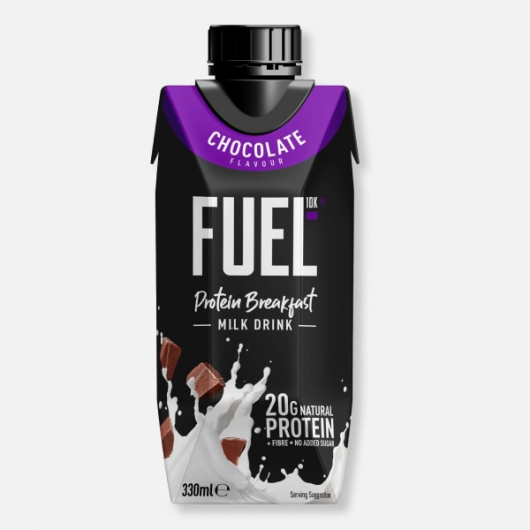 CHOCOLATE
FLAVOUR
FUEL 10K
Protein Breakfast
MILK DRINK
20G NATURAL
PROTEIN
+ FIBRE • NO ADDED SUGAR
330ml ℮
Serving Suggestion